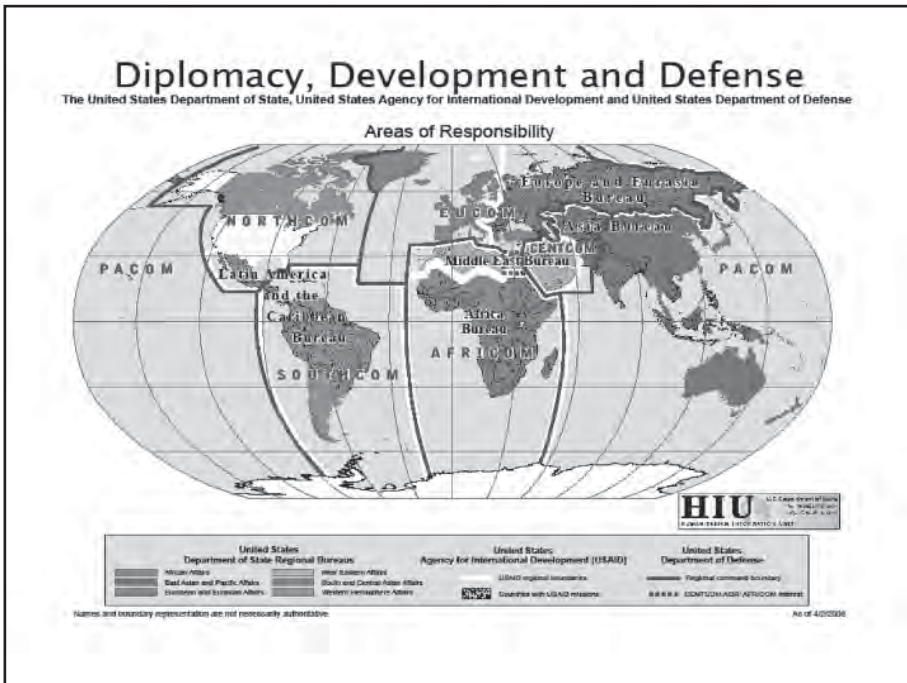 Diplomacy, Development and Defense
The United States Department of State, United States Agency for International Development and United States Department of Defense
Areas of Responsibility
Europe and Eurasia
Bureau
NORTHCOM
EUCOM
Asia Bureau
CENTCOM
PACOM
Middle East Bureau
PACOM
Latin America
and the
Caribbean
Bureau
Africa
Bureau
AFRICOM
SOUTHCOM
HIU
HUMANITARIAN INFORMATION UNIT
United States
Department of State Regional Bureaus
African Affairs
East Asian and Pacific Affairs
European and Eurasian Affairs
Near Eastern Affairs
South and Central Asian Affairs
Western Hemisphere Affairs
United States
Agency for International Development (USAID)
USAID regional boundaries
Countries with USAID missions
United States
Department of Defense
Regional command boundary
Names and boundary representation are not necessarily authoritative